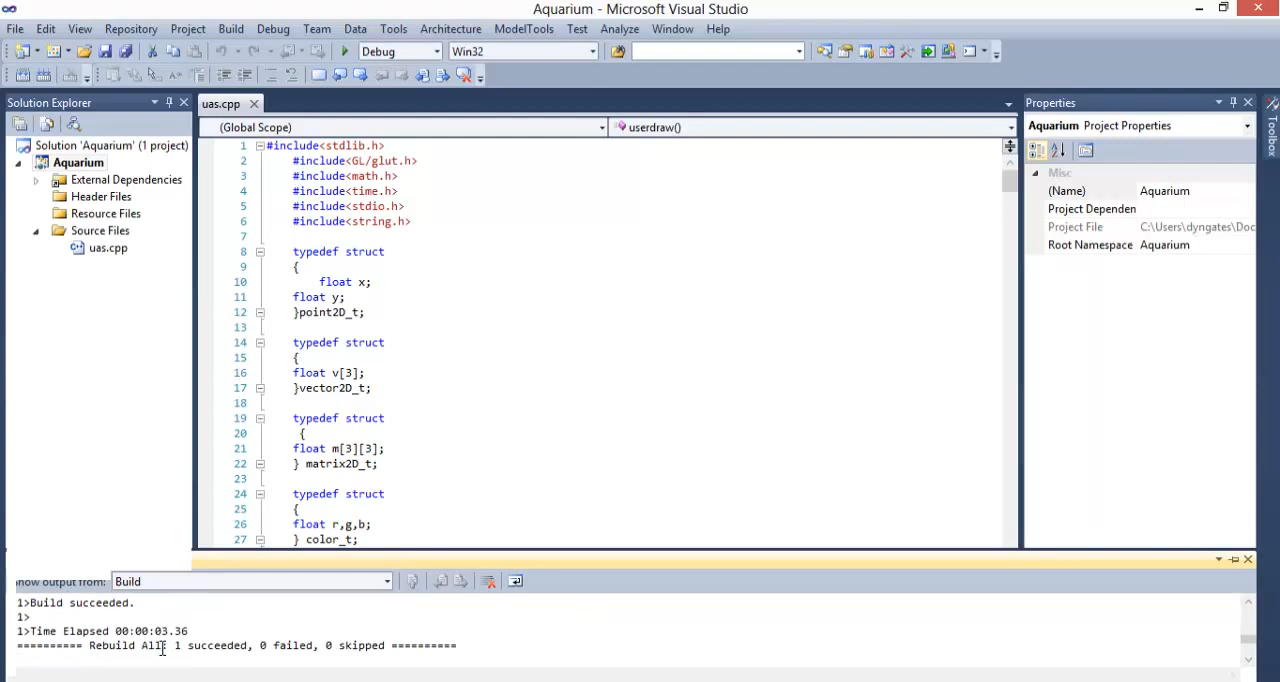 Aquarium - Microsoft Visual Studio
File Edit View Repository Project Build Debug Team Data Tools Architecture ModelTools Test Analyze Window Help
Debug Win32
Solution Explorer
Solution 'Aquarium' (1 project)
Aquarium
External Dependencies
Header Files
Resource Files
Source Files
uas.cpp
uas.cpp
(Global Scope) userdraw()
1 #include<stdlib.h>
2 #include<GL/glut.h>
3 #include<math.h>
4 #include<time.h>
5 #include<stdio.h>
6 #include<string.h>
7
8 typedef struct
9 {
10 float x;
11 float y;
12 }point2D_t;
13
14 typedef struct
15 {
16 float v[3];
17 }vector2D_t;
18
19 typedef struct
20 {
21 float m[3][3];
22 } matrix2D_t;
23
24 typedef struct
25 {
26 float r,g,b;
27 } color_t;
Properties
Aquarium Project Properties
Misc
(Name) Aquarium
Project Dependen
Project File C:\Users\dyngates\Doc
Root Namespace Aquarium
Toolbox
Show output from: Build
1>Build succeeded.
1>
1>Time Elapsed 00:00:03.36
========== Rebuild All: 1 succeeded, 0 failed, 0 skipped ==========